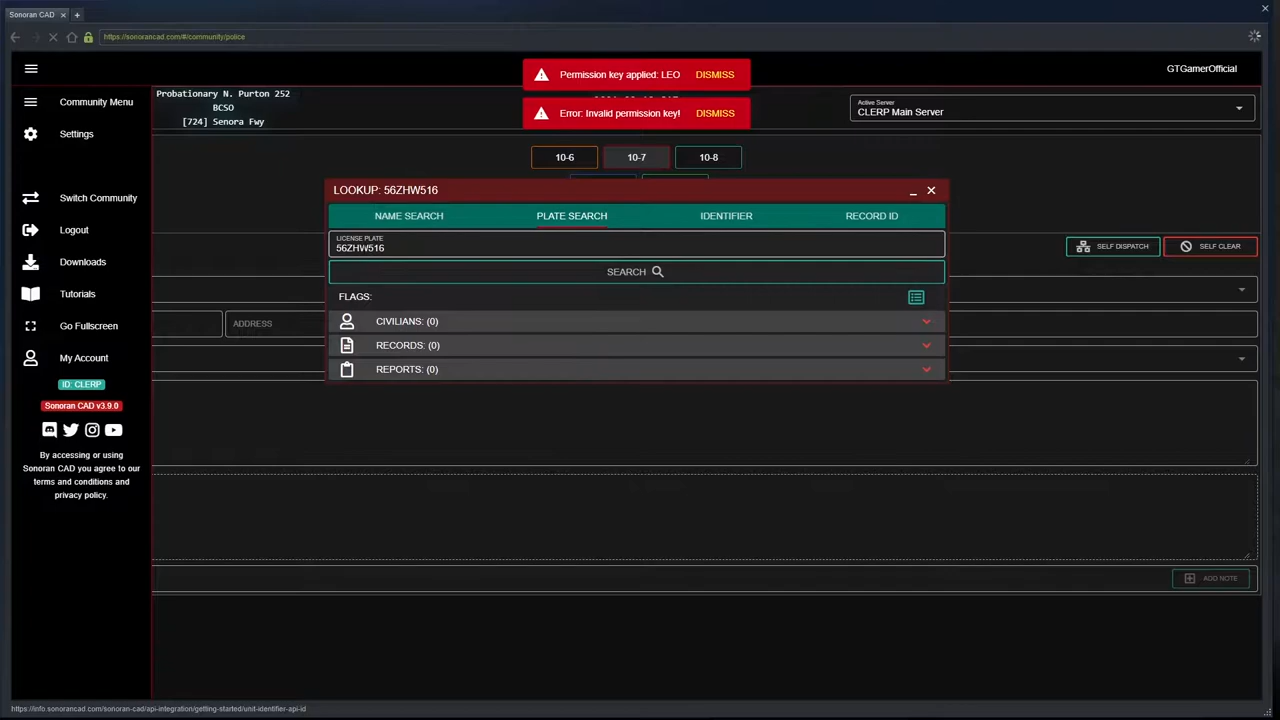 Sonoran CAD
https://sonorancad.com/#/community/police
GTGamerOfficial
Permission key applied: LEO DISMISS
Error: Invalid permission key! DISMISS
Community Menu
Settings
Switch Community
Logout
Downloads
Tutorials
Go Fullscreen
My Account
ID: CLERP
Sonoran CAD v3.9.0
By accessing or using
Sonoran CAD you agree to our
terms and conditions and
privacy policy.
Probationary N. Purton 252
BCSO
[724] Senora Fwy
Active Server
CLERP Main Server
10-6 10-7 10-8
LOOKUP: 56ZHW516
NAME SEARCH PLATE SEARCH IDENTIFIER RECORD ID
LICENSE PLATE
56ZHW516
SEARCH
FLAGS:
CIVILIANS: (0)
RECORDS: (0)
REPORTS: (0)
SELF DISPATCH SELF CLEAR
ADDRESS
ADD NOTE
https://info.sonorancad.com/sonoran-cad/api-integration/getting-started/unit-identifier-api-id